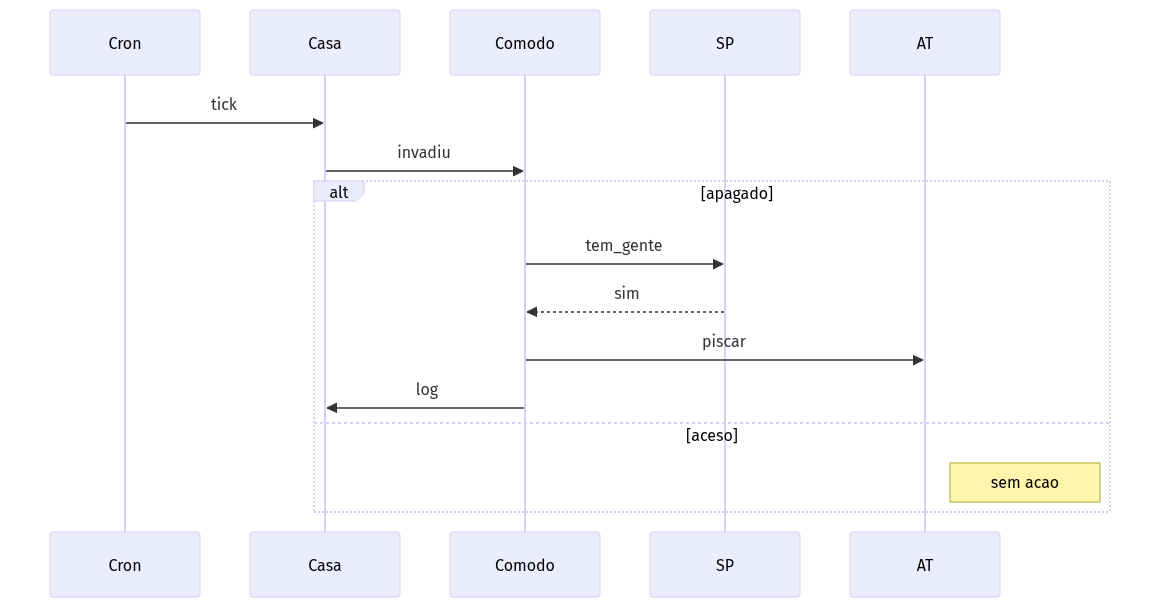 Cron
Casa
Comodo
SP
AT
tick
invadiu
alt
[apagado]
tem_gente
sim
piscar
log
[aceso]
sem acao
Cron
Casa
Comodo
SP
AT